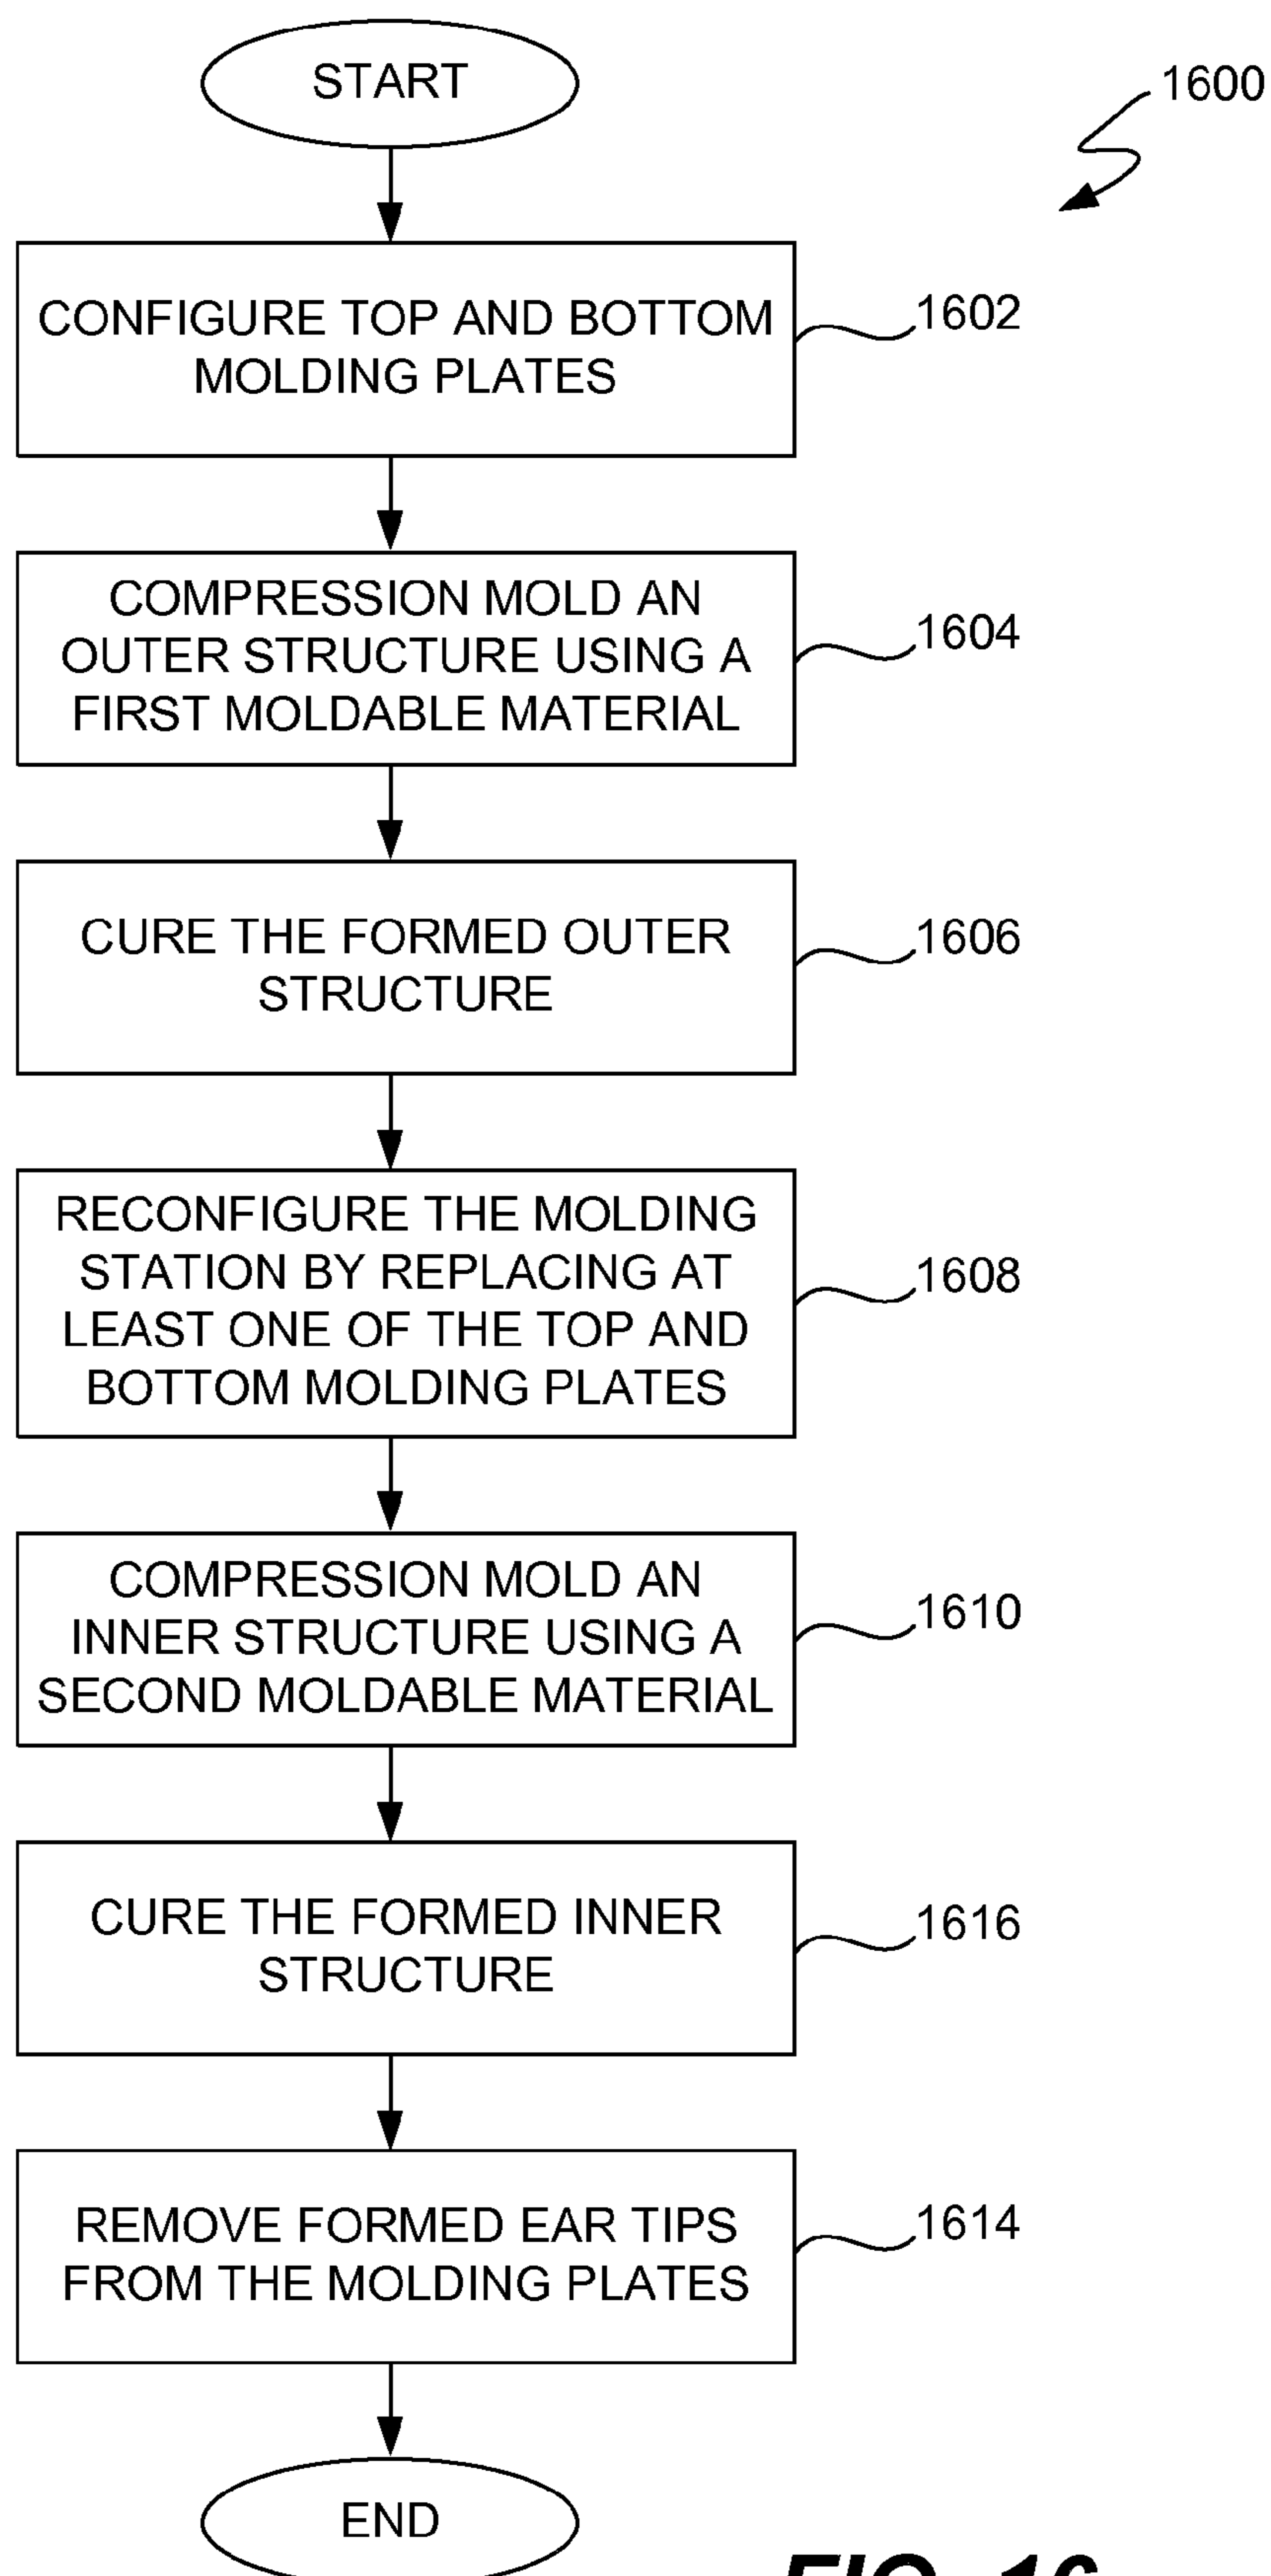 START
1600
CONFIGURE TOP AND BOTTOM
MOLDING PLATES
1602
COMPRESSION MOLD AN
OUTER STRUCTURE USING A
FIRST MOLDABLE MATERIAL
1604
CURE THE FORMED OUTER
STRUCTURE
1606
RECONFIGURE THE MOLDING
STATION BY REPLACING AT
LEAST ONE OF THE TOP AND
BOTTOM MOLDING PLATES
1608
COMPRESSION MOLD AN
INNER STRUCTURE USING A
SECOND MOLDABLE MATERIAL
1610
CURE THE FORMED INNER
STRUCTURE
1616
REMOVE FORMED EAR TIPS
FROM THE MOLDING PLATES
1614
END
FIG. 16